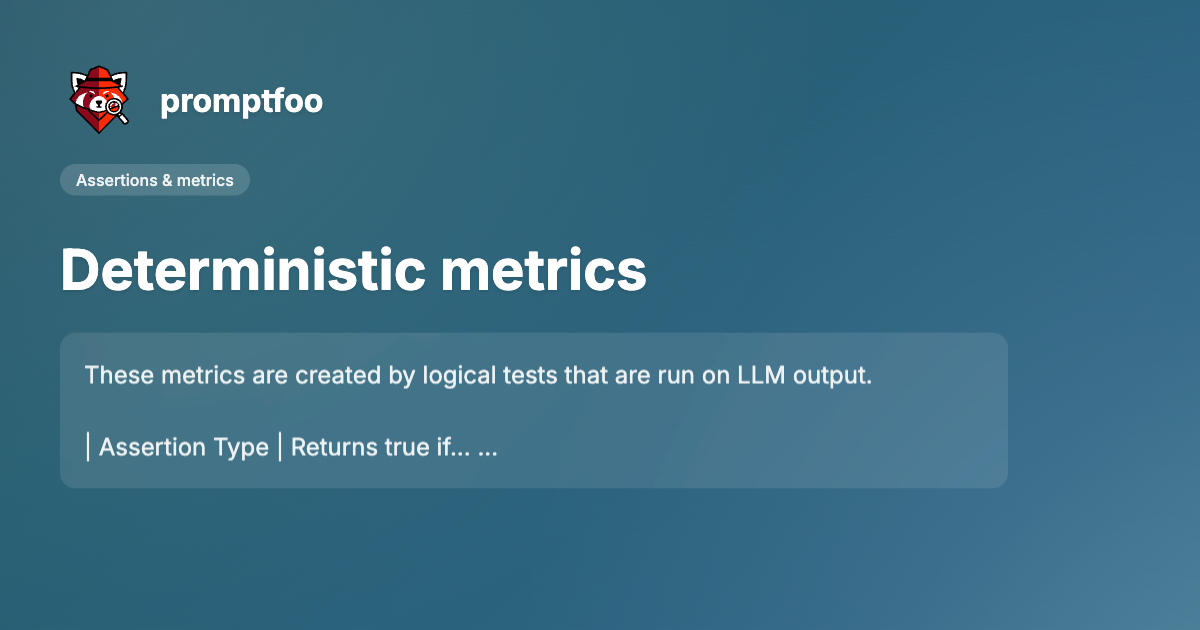 promptfoo
Assertions & metrics
Deterministic metrics
These metrics are created by logical tests that are run on LLM output.
| Assertion Type | Returns true if... ...